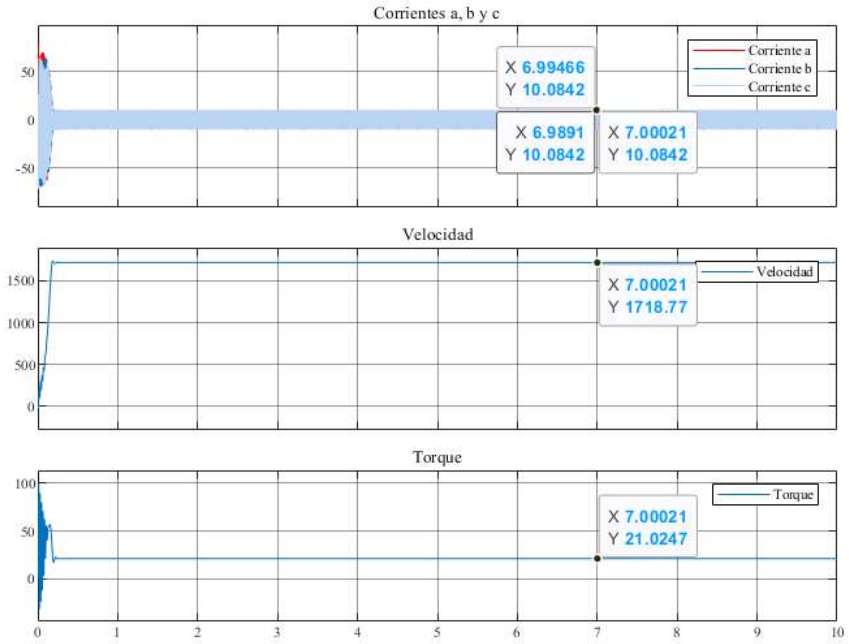 Corrientes a, b y c
50
0
-50
Corriente a
Corriente b
Corriente c
X 6.99466
Y 10.0842
X 6.9891
Y 10.0842
X 7.00021
Y 10.0842
Velocidad
1500
1000
500
0
Velocidad
X 7.00021
Y 1718.77
Torque
100
50
0
Torque
X 7.00021
Y 21.0247
0 1 2 3 4 5 6 7 8 9 10